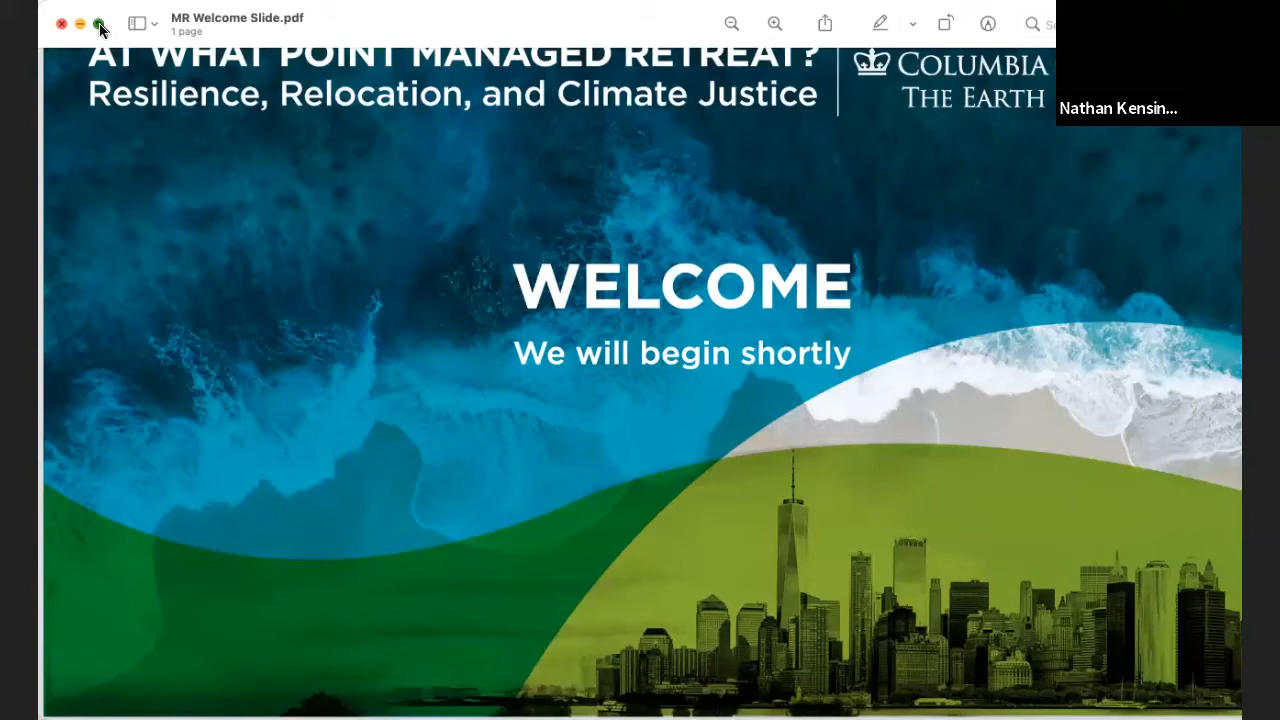 MR Welcome Slide.pdf
1 page
Nathan Kensin...
AT WHAT POINT MANAGED RETREAT?
Resilience, Relocation, and Climate Justice
COLUMBIA
THE EARTH
WELCOME
We will begin shortly